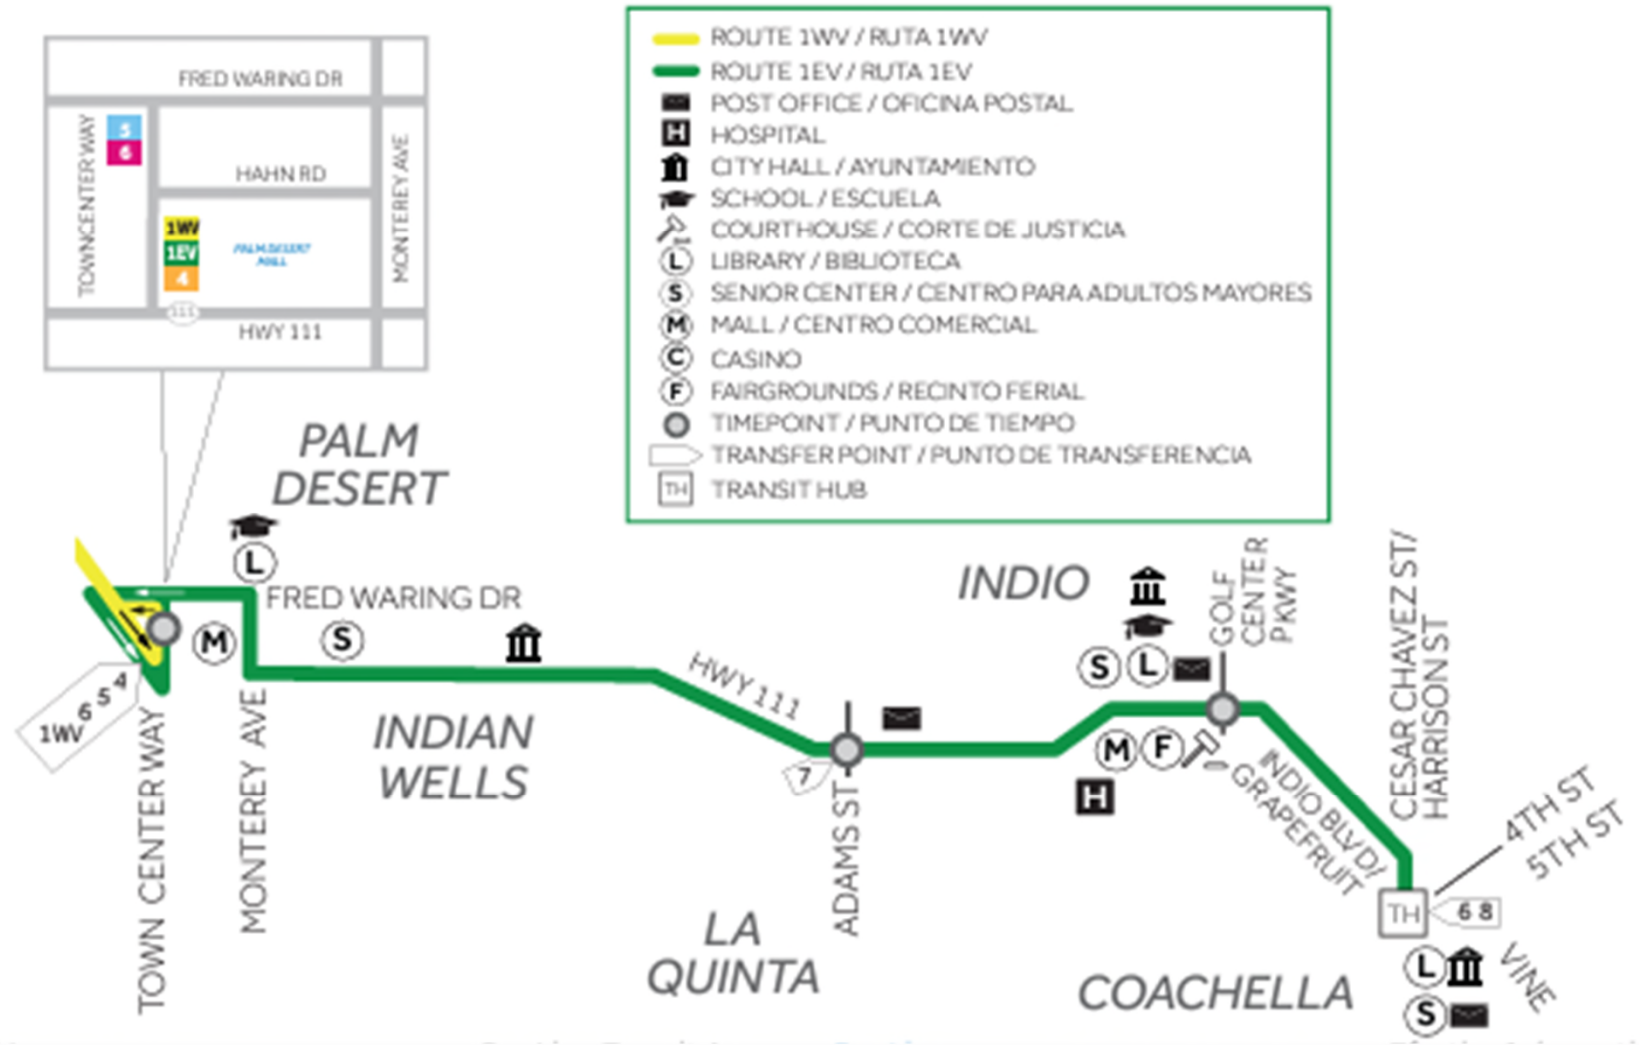 FRED WARING DR
TOWNCENTER WAY
5
6
HAHN RD
MONTEREY AVE
1WV
1EV
4
PALM DESERT
MALL
111
HWY 111
ROUTE 1WV / RUTA 1WV
ROUTE 1EV / RUTA 1EV
POST OFFICE / OFICINA POSTAL
H HOSPITAL
CITY HALL / AYUNTAMIENTO
SCHOOL / ESCUELA
COURTHOUSE / CORTE DE JUSTICIA
L LIBRARY / BIBLIOTECA
S SENIOR CENTER / CENTRO PARA ADULTOS MAYORES
M MALL / CENTRO COMERCIAL
C CASINO
F FAIRGROUNDS / RECINTO FERIAL
TIMEPOINT / PUNTO DE TIEMPO
TRANSFER POINT / PUNTO DE TRANSFERENCIA
TH TRANSIT HUB
PALM
DESERT
L
FRED WARING DR
M
S
1WV 6 5 4
TOWN CENTER WAY
MONTEREY AVE
INDIAN
WELLS
HWY 111
7
ADAMS ST
LA
QUINTA
INDIO
S L
M F
H
GOLF
CENTER
PKWY
INDIO BLVD/
GRAPEFRUIT
CESAR CHAVEZ ST/
HARRISON ST
4TH ST
5TH ST
TH
6 8
COACHELLA
L
S
VINE